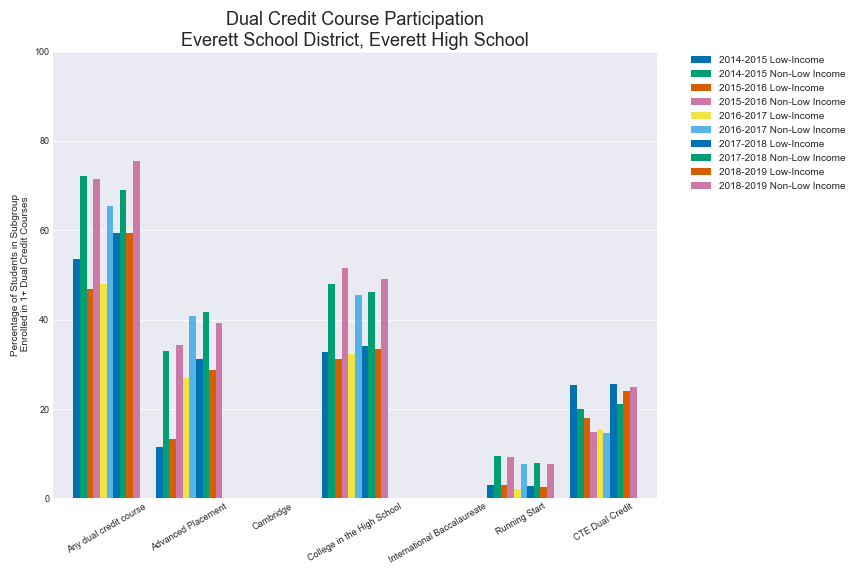 Dual Credit Course Participation
Everett School District, Everett High School
100
80
60
40
20
0
Percentage of Students in Subgroup
Enrolled in 1+ Dual Credit Courses
Any dual credit course
Advanced Placement
Cambridge
College in the High School
International Baccalaureate
Running Start
CTE Dual Credit
2014-2015 Low-Income
2014-2015 Non-Low Income
2015-2016 Low-Income
2015-2016 Non-Low Income
2016-2017 Low-Income
2016-2017 Non-Low Income
2017-2018 Low-Income
2017-2018 Non-Low Income
2018-2019 Low-Income
2018-2019 Non-Low Income